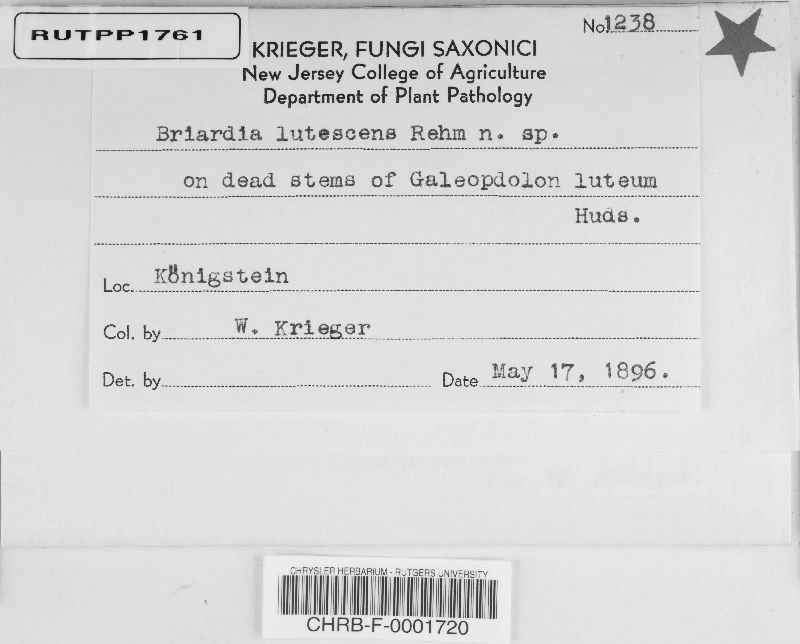 RUTPP1761
No. 1238
KRIEGER, FUNGI SAXONICI
New Jersey College of Agriculture
Department of Plant Pathology
Briardia lutescens Rehm n. sp.
on dead stems of Galeopdolon luteum
Huds.
Loc. Königstein
Col. by W. Krieger
Det. by
Date May 17, 1896.
CHRYSLER HERBARIUM - RUTGERS UNIVERSITY
CHRB-F-0001720